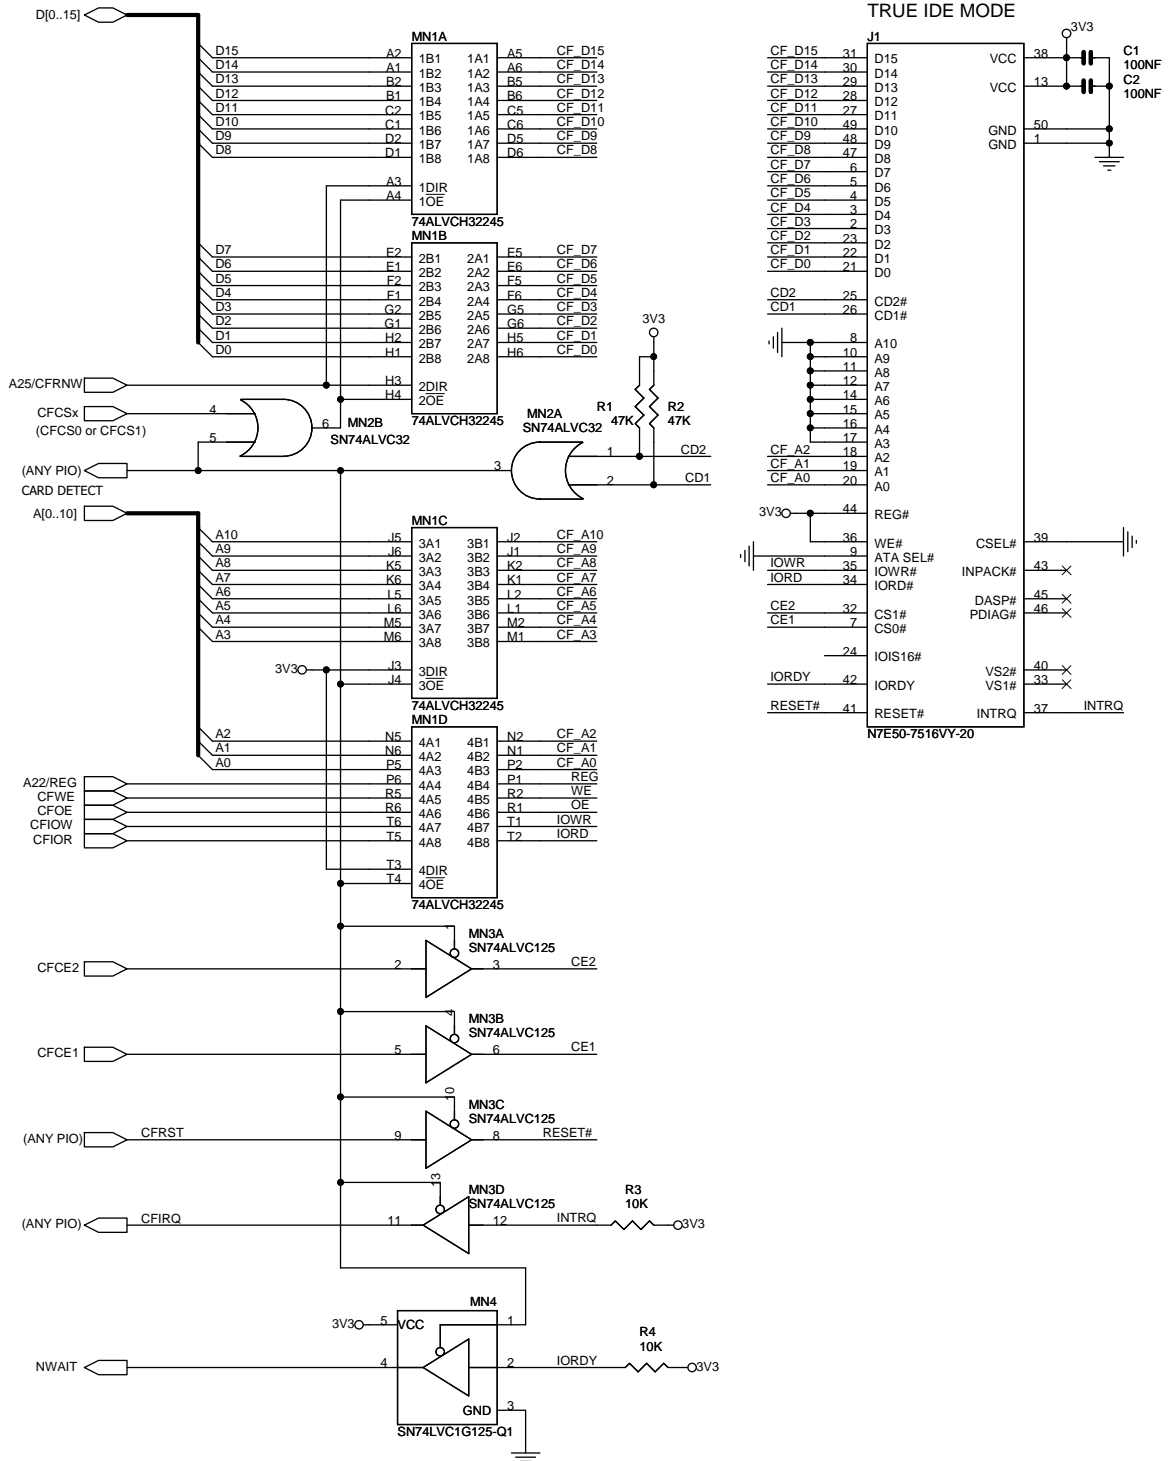 D[0..15]
TRUE IDE MODE
MN1A
D15 A2 1B1 1A1 A5 CF_D15
D14 A1 1B2 1A2 A6 CF_D14
D13 B2 1B3 1A3 B5 CF_D13
D12 B1 1B4 1A4 B6 CF_D12
D11 C2 1B5 1A5 C5 CF_D11
D10 C1 1B6 1A6 C6 CF_D10
D9 D2 1B7 1A7 D5 CF_D9
D8 D1 1B8 1A8 D6 CF_D8
A3 1DIR
A4 1OE
74ALVCH32245
MN1B
D7 E2 2B1 2A1 E5 CF_D7
D6 E1 2B2 2A2 E6 CF_D6
D5 F2 2B3 2A3 F5 CF_D5
D4 F1 2B4 2A4 F6 CF_D4
D3 G2 2B5 2A5 G5 CF_D3
D2 G1 2B6 2A6 G6 CF_D2
D1 H2 2B7 2A7 H5 CF_D1
D0 H1 2B8 2A8 H6 CF_D0
A25/CFRNW H3 2DIR
H4 2OE
74ALVCH32245
CFCSx 4
(CFCS0 or CFCS1)
5
6
MN2B
SN74ALVC32
3V3
R1
47K
R2
47K
MN2A
SN74ALVC32
1 CD2
2 CD1
3
(ANY PIO)
CARD DETECT
A[0..10]
MN1C
A10 J5 3A1 3B1 J2 CF_A10
A9 J6 3A2 3B2 J1 CF_A9
A8 K5 3A3 3B3 K2 CF_A8
A7 K6 3A4 3B4 K1 CF_A7
A6 L5 3A5 3B5 L2 CF_A6
A5 L6 3A6 3B6 L1 CF_A5
A4 M5 3A7 3B7 M2 CF_A4
A3 M6 3A8 3B8 M1 CF_A3
3V3 J3 3DIR
J4 3OE
74ALVCH32245
MN1D
A2 N5 4A1 4B1 N2 CF_A2
A1 N6 4A2 4B2 N1 CF_A1
A0 P5 4A3 4B3 P2 CF_A0
A22/REG P6 4A4 4B4 P1 REG
CFWE R5 4A5 4B5 R2 WE
CFOE R6 4A6 4B6 R1 OE
CFIOW T6 4A7 4B7 T1 IOWR
CFIOR T5 4A8 4B8 T2 IORD
T3 4DIR
T4 4OE
74ALVCH32245
1 MN3A
SN74ALVC125
CFCE2 2 3 CE2
4 MN3B
SN74ALVC125
CFCE1 5 6 CE1
10 MN3C
SN74ALVC125
(ANY PIO) CFRST 9 8 RESET#
13 MN3D
SN74ALVC125
(ANY PIO) CFIRQ 11 12 INTRQ
R3
10K
3V3
MN4
3V3 5 VCC 1
NWAIT 4 2 IORDY
R4
10K
3V3
GND 3
SN74LVC1G125-Q1
J1
CF_D15 31 D15
CF_D14 30 D14
CF_D13 29 D13
CF_D12 28 D12
CF_D11 27 D11
CF_D10 49 D10
CF_D9 48 D9
CF_D8 47 D8
CF_D7 6 D7
CF_D6 5 D6
CF_D5 4 D5
CF_D4 3 D4
CF_D3 2 D3
CF_D2 23 D2
CF_D1 22 D1
CF_D0 21 D0
CD2 25 CD2#
CD1 26 CD1#
8 A10
10 A9
11 A8
12 A7
14 A6
15 A5
16 A4
17 A3
CF_A2 18 A2
CF_A1 19 A1
CF_A0 20 A0
3V3 44 REG#
36 WE#
9 ATA SEL#
IOWR 35 IOWR#
IORD 34 IORD#
CE2 32 CS1#
CE1 7 CS0#
24 IOIS16#
IORDY 42 IORDY
RESET# 41 RESET#
3V3
VCC 38
VCC 13
C1
100NF
C2
100NF
GND 50
GND 1
CSEL# 39
INPACK# 43
DASP# 45
PDIAG# 46
VS2# 40
VS1# 33
INTRQ 37 INTRQ
N7E50-7516VY-20